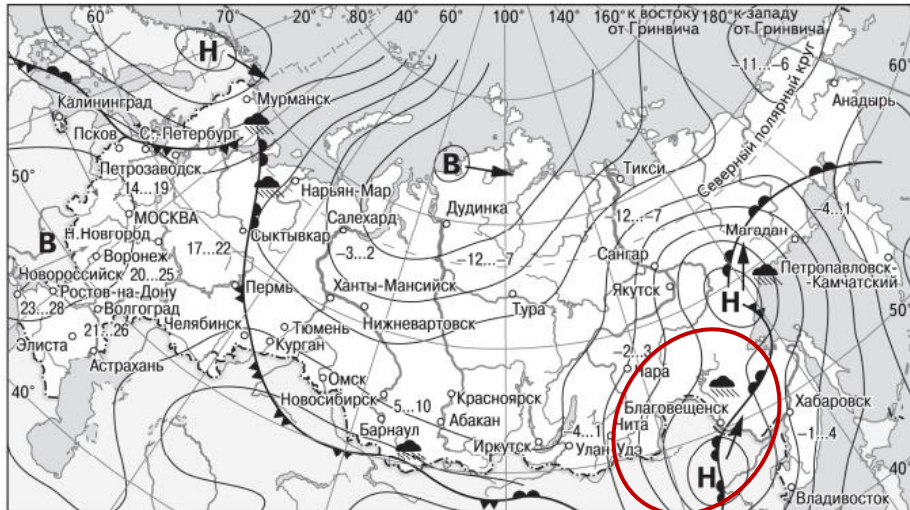 60° 70° 70° 80° 40° 60° 80° 100° 120° 140° 160° к востоку от Гринвича
180° к западу от Гринвича
Н
–11...–6
60°
Северный полярный круг
Мурманск
Калининград
Анадырь
Псков
С.-Петербург
Петрозаводск
В
Тикси
50°
14...19
Нарьян-Мар
МОСКВА
Салехард
Дудинка
–12...–7
–4...1
В
Н.Новгород
Сыктывкар
–3...2
Магадан
Воронеж
17...22
–12...–7
Сангар
Новороссийск
20...25
Петропавловск-
Камчатский
Ростов-на-Дону
Пермь
Ханты-Мансийск
Якутск
Н
23...28
Волгоград
Тура
50°
21...26
Челябинск
Тюмень
Нижневартовск
Элиста
Курган
–2...3
Астрахань
Чара
Омск
40°
Новосибирск
Красноярск
Благовещенск
Хабаровск
5...10
Барнаул
Абакан
–4...1
Чита
–1...4
Иркутск
Улан-Удэ
Н
40°
Владивосток